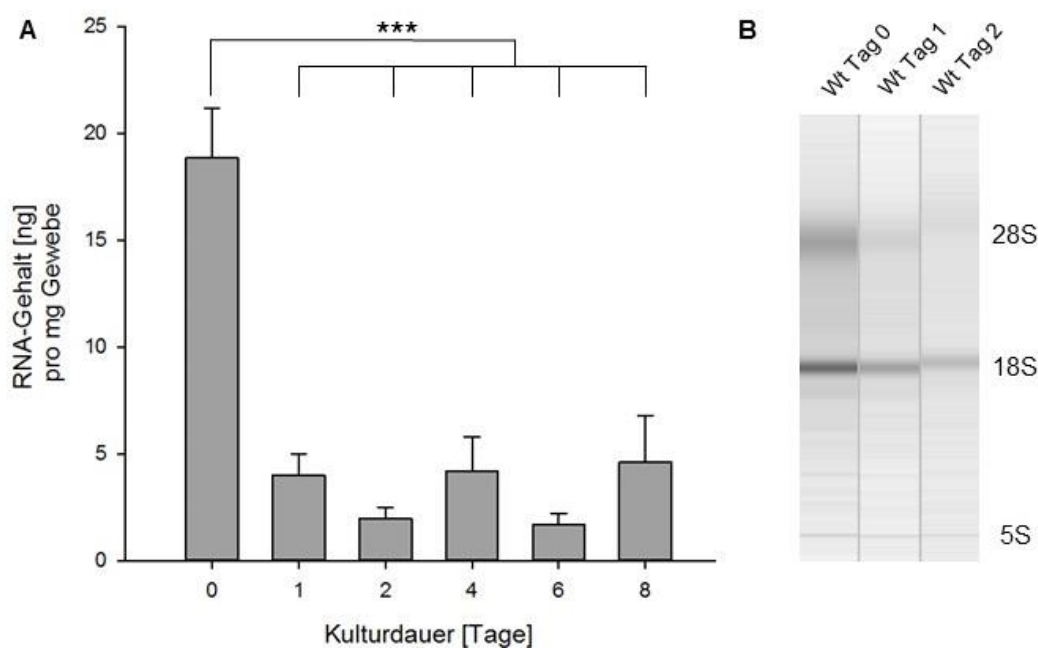 A
***
25
20
15
10
5
0
RNA-Gehalt [ng]
pro mg Gewebe
0 1 2 4 6 8
Kulturdauer [Tage]
B
Wt Tag 0
Wt Tag 1
Wt Tag 2
28S
18S
5S